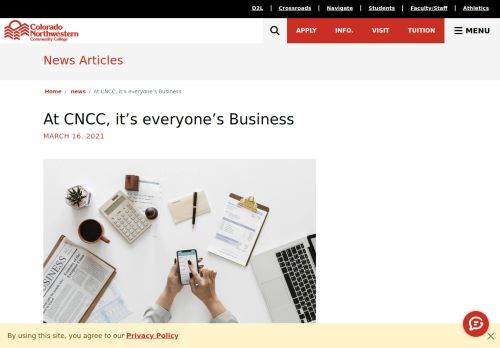 D2L | Crossroads | Navigate | Students | Faculty/Staff | Athletics
Colorado
Northwestern
Community College
APPLY INFO. VISIT TUITION MENU
News Articles
Home / news / At CNCC, it's everyone's Business
At CNCC, it's everyone's Business
MARCH 16, 2021
BUSINESS
By using this site, you agree to our Privacy Policy